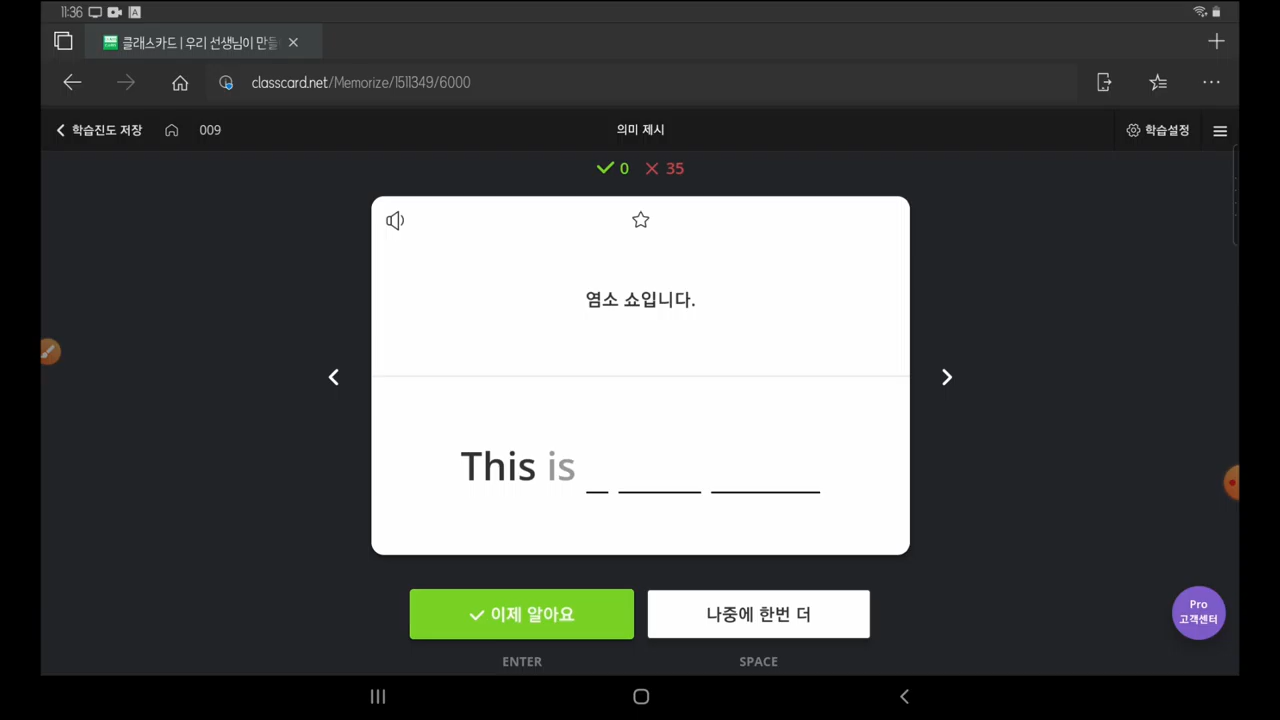 11:36
클래스카드 | 우리 선생님이 만들
classcard.net/Memorize/1511349/6000
학습진도 저장 009 의미 제시 학습설정
0 35
염소 쇼입니다.
This is _ ____ _____
이제 알아요 나중에 한번 더
ENTER SPACE
Pro
고객센터